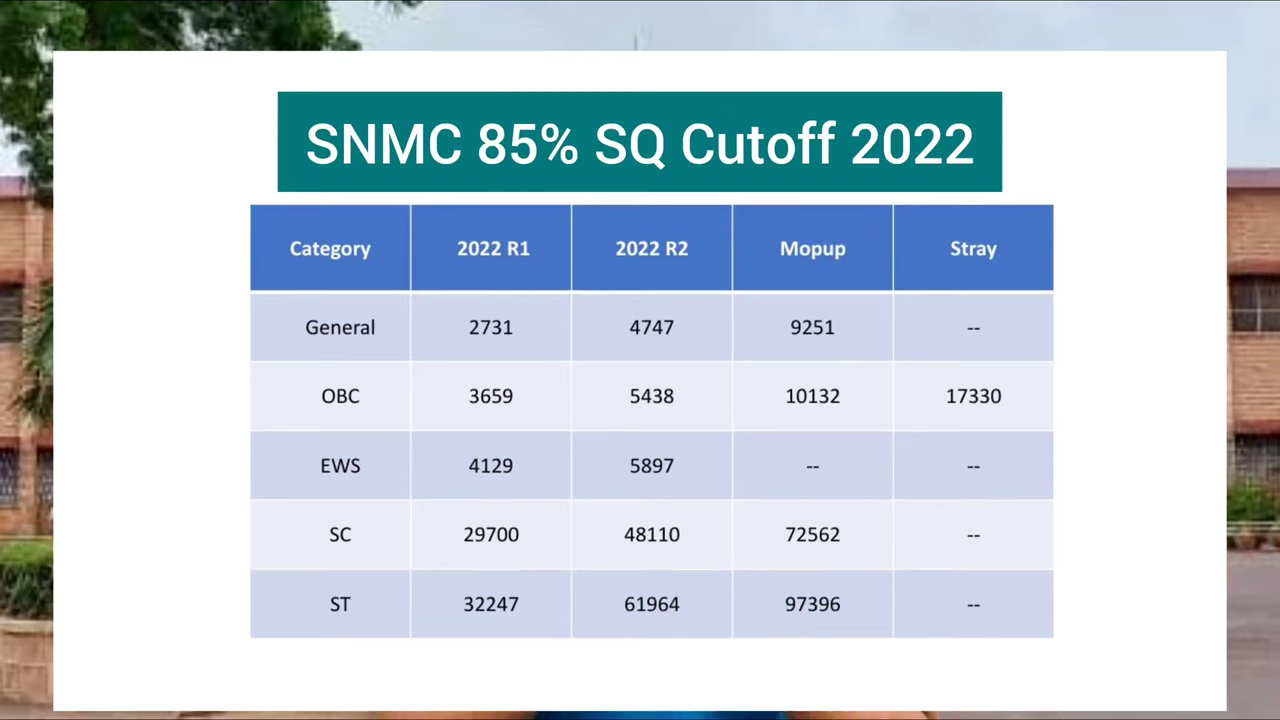 SNMC 85% SQ Cutoff 2022
Category 2022 R1 2022 R2 Mopup Stray
General 2731 4747 9251 --
OBC 3659 5438 10132 17330
EWS 4129 5897 -- --
SC 29700 48110 72562 --
ST 32247 61964 97396 --